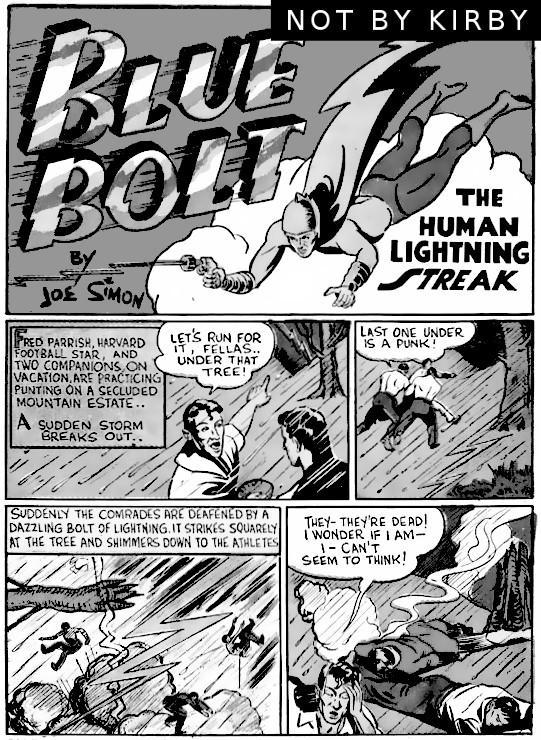 NOT BY KIRBY
BLUE
BOLT
BY
JOE SIMON
THE
HUMAN
LIGHTNING
STREAK
FRED PARRISH, HARVARD
FOOTBALL STAR, AND
TWO COMPANIONS, ON
VACATION, ARE PRACTICING
PUNTING ON A SECLUDED
MOUNTAIN ESTATE..
A SUDDEN STORM
BREAKS OUT..
LET'S RUN FOR
IT, FELLAS..
UNDER THAT
TREE!
LAST ONE UNDER
IS A PUNK!
SUDDENLY THE COMRADES ARE DEAFENED BY A
DAZZLING BOLT OF LIGHTNING. IT STRIKES SQUARELY
AT THE TREE AND SHIMMERS DOWN TO THE ATHLETES
THEY- THEY'RE DEAD!
I WONDER IF I AM—
I - CAN'T
SEEM TO THINK!